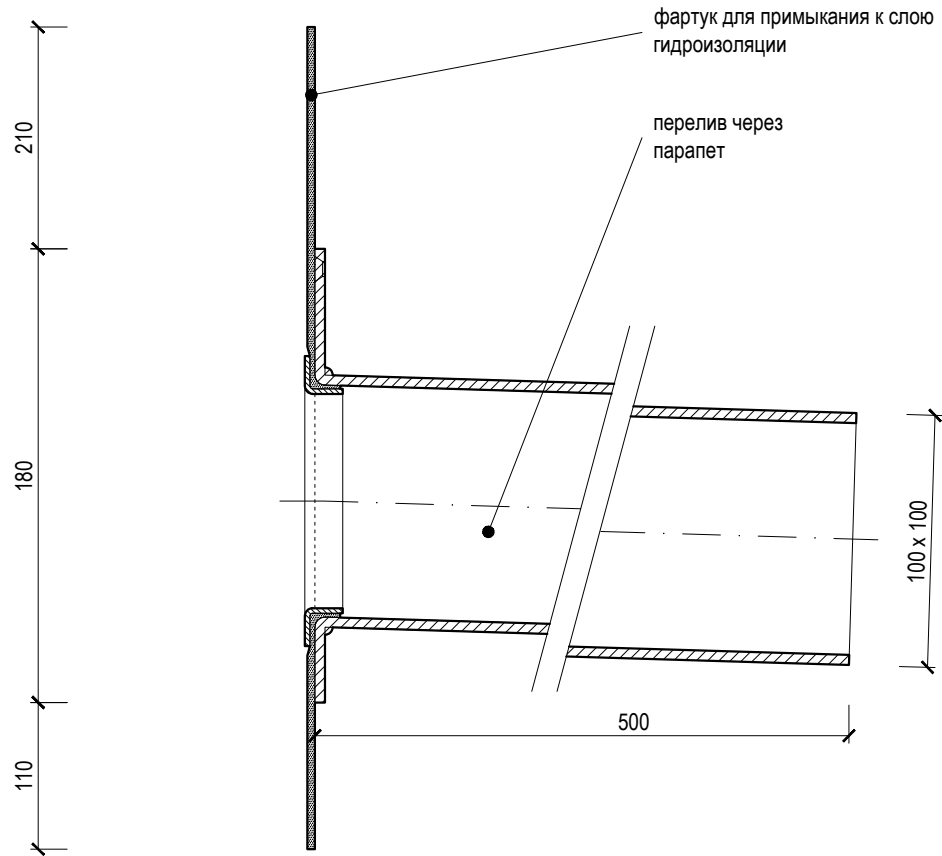 фартук для примыкания к слою
гидроизоляции
перелив через
парапет
210
180
110
500
100 x 100